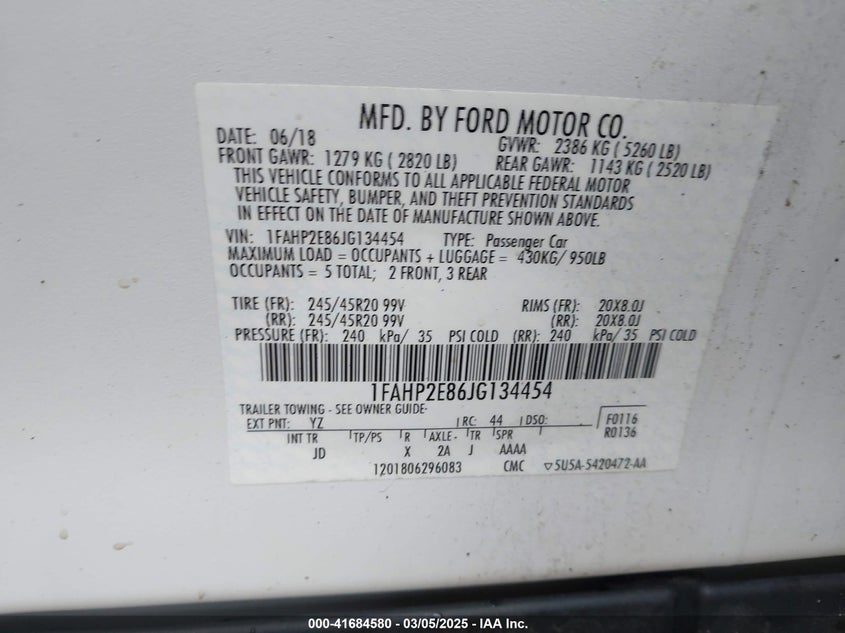 MFD. BY FORD MOTOR CO.
DATE: 06/18 GVWR: 2386 KG ( 5260 LB)
FRONT GAWR: 1279 KG ( 2820 LB) REAR GAWR: 1143 KG ( 2520 LB)
THIS VEHICLE CONFORMS TO ALL APPLICABLE FEDERAL MOTOR
VEHICLE SAFETY, BUMPER, AND THEFT PREVENTION STANDARDS
IN EFFECT ON THE DATE OF MANUFACTURE SHOWN ABOVE.
VIN: 1FAHP2E86JG134454 TYPE: Passenger Car
MAXIMUM LOAD = OCCUPANTS + LUGGAGE = 430KG/ 950LB
OCCUPANTS = 5 TOTAL; 2 FRONT, 3 REAR
TIRE (FR): 245/45R20 99V RIMS (FR): 20X8.0J
(RR): 245/45R20 99V (RR): 20X8.0J
PRESSURE (FR): 240 kPa/ 35 PSI COLD (RR): 240 kPa/ 35 PSI COLD
1FAHP2E86JG134454
TRAILER TOWING - SEE OWNER GUIDE-
EXT PNT: YZ RC: 44 DSO: F0116
INT TR TP/PS R AXLE- TR SPR R0136
JD X 2A J AAAA
1201806296083 CMC ▽5U5A-5420472-AA
000-41684580 - 03/05/2025 - IAA Inc.